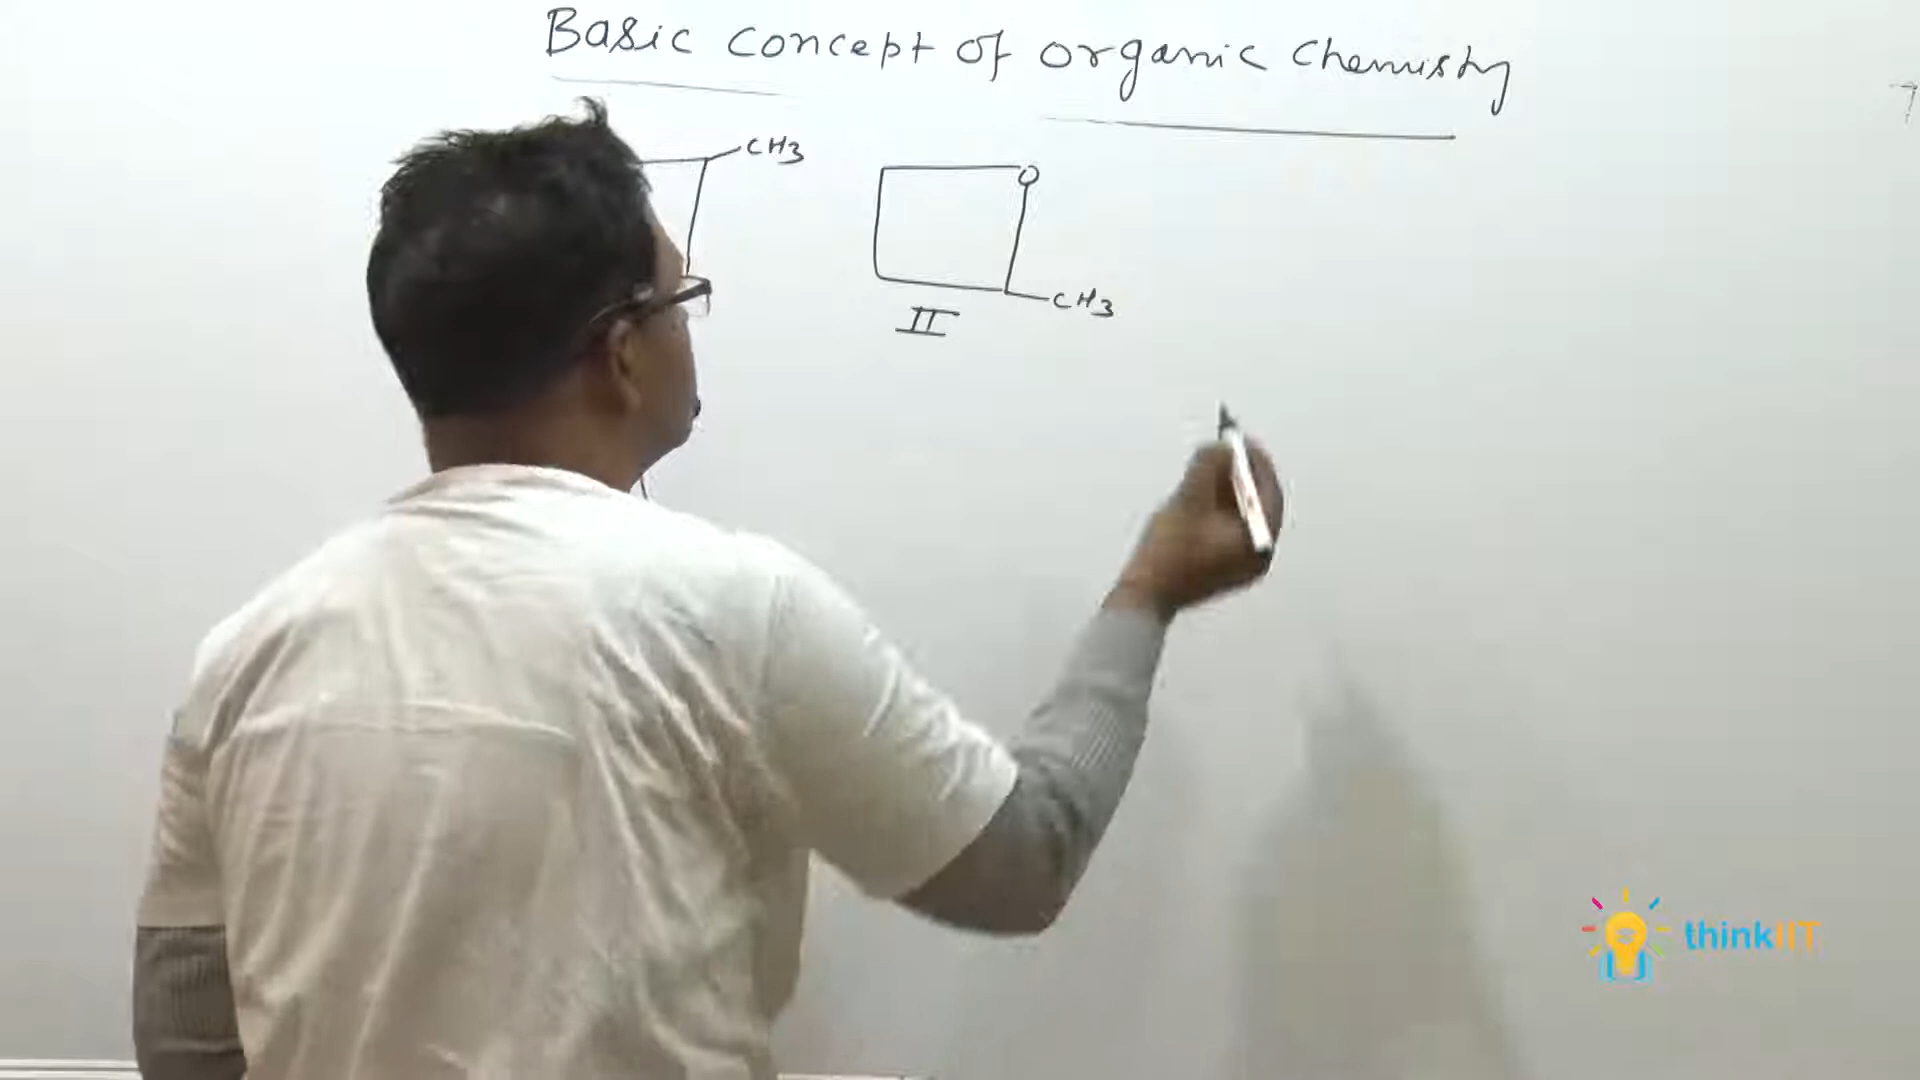 Basic concept of organic chemistry
CH3
O
CH3
II
thinkIIT